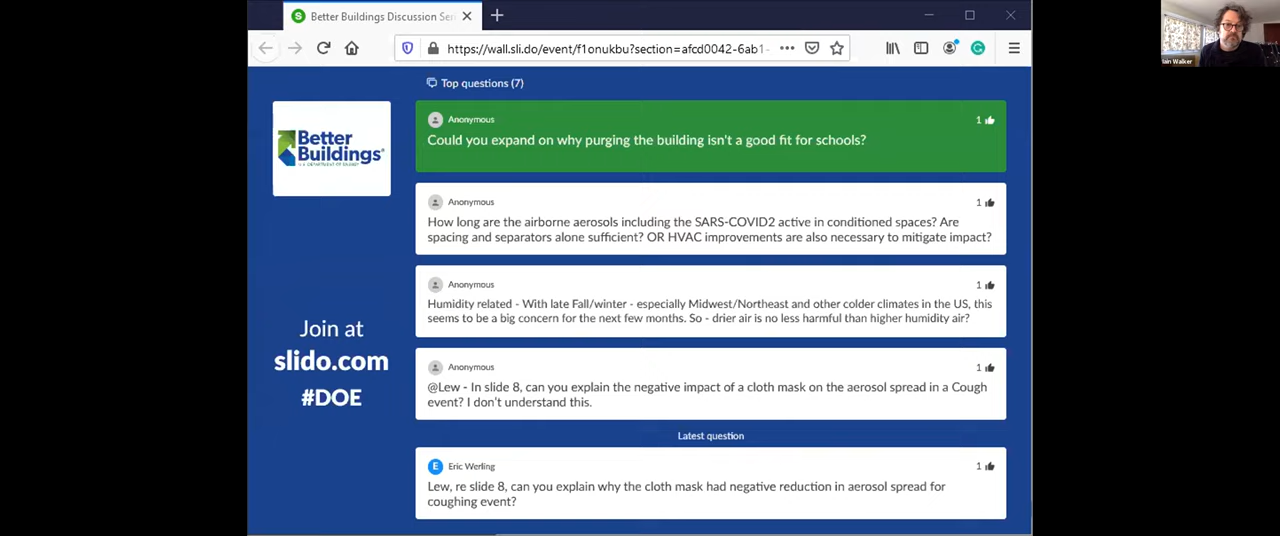 Better Buildings Discussion Seri
https://wall.sli.do/event/f1onukbu?section=afcd0042-6ab1-
Iain Walker
Top questions (7)
Better
Buildings®
U.S. DEPARTMENT OF ENERGY
Join at
slido.com
#DOE
Anonymous
1
Could you expand on why purging the building isn't a good fit for schools?
Anonymous
1
How long are the airborne aerosols including the SARS-COVID2 active in conditioned spaces? Are
spacing and separators alone sufficient? OR HVAC improvements are also necessary to mitigate impact?
Anonymous
1
Humidity related - With late Fall/winter - especially Midwest/Northeast and other colder climates in the US, this
seems to be a big concern for the next few months. So - drier air is no less harmful than higher humidity air?
Anonymous
1
@Lew - In slide 8, can you explain the negative impact of a cloth mask on the aerosol spread in a Cough
event? I don't understand this.
Latest question
E
Eric Werling
1
Lew, re slide 8, can you explain why the cloth mask had negative reduction in aerosol spread for
coughing event?